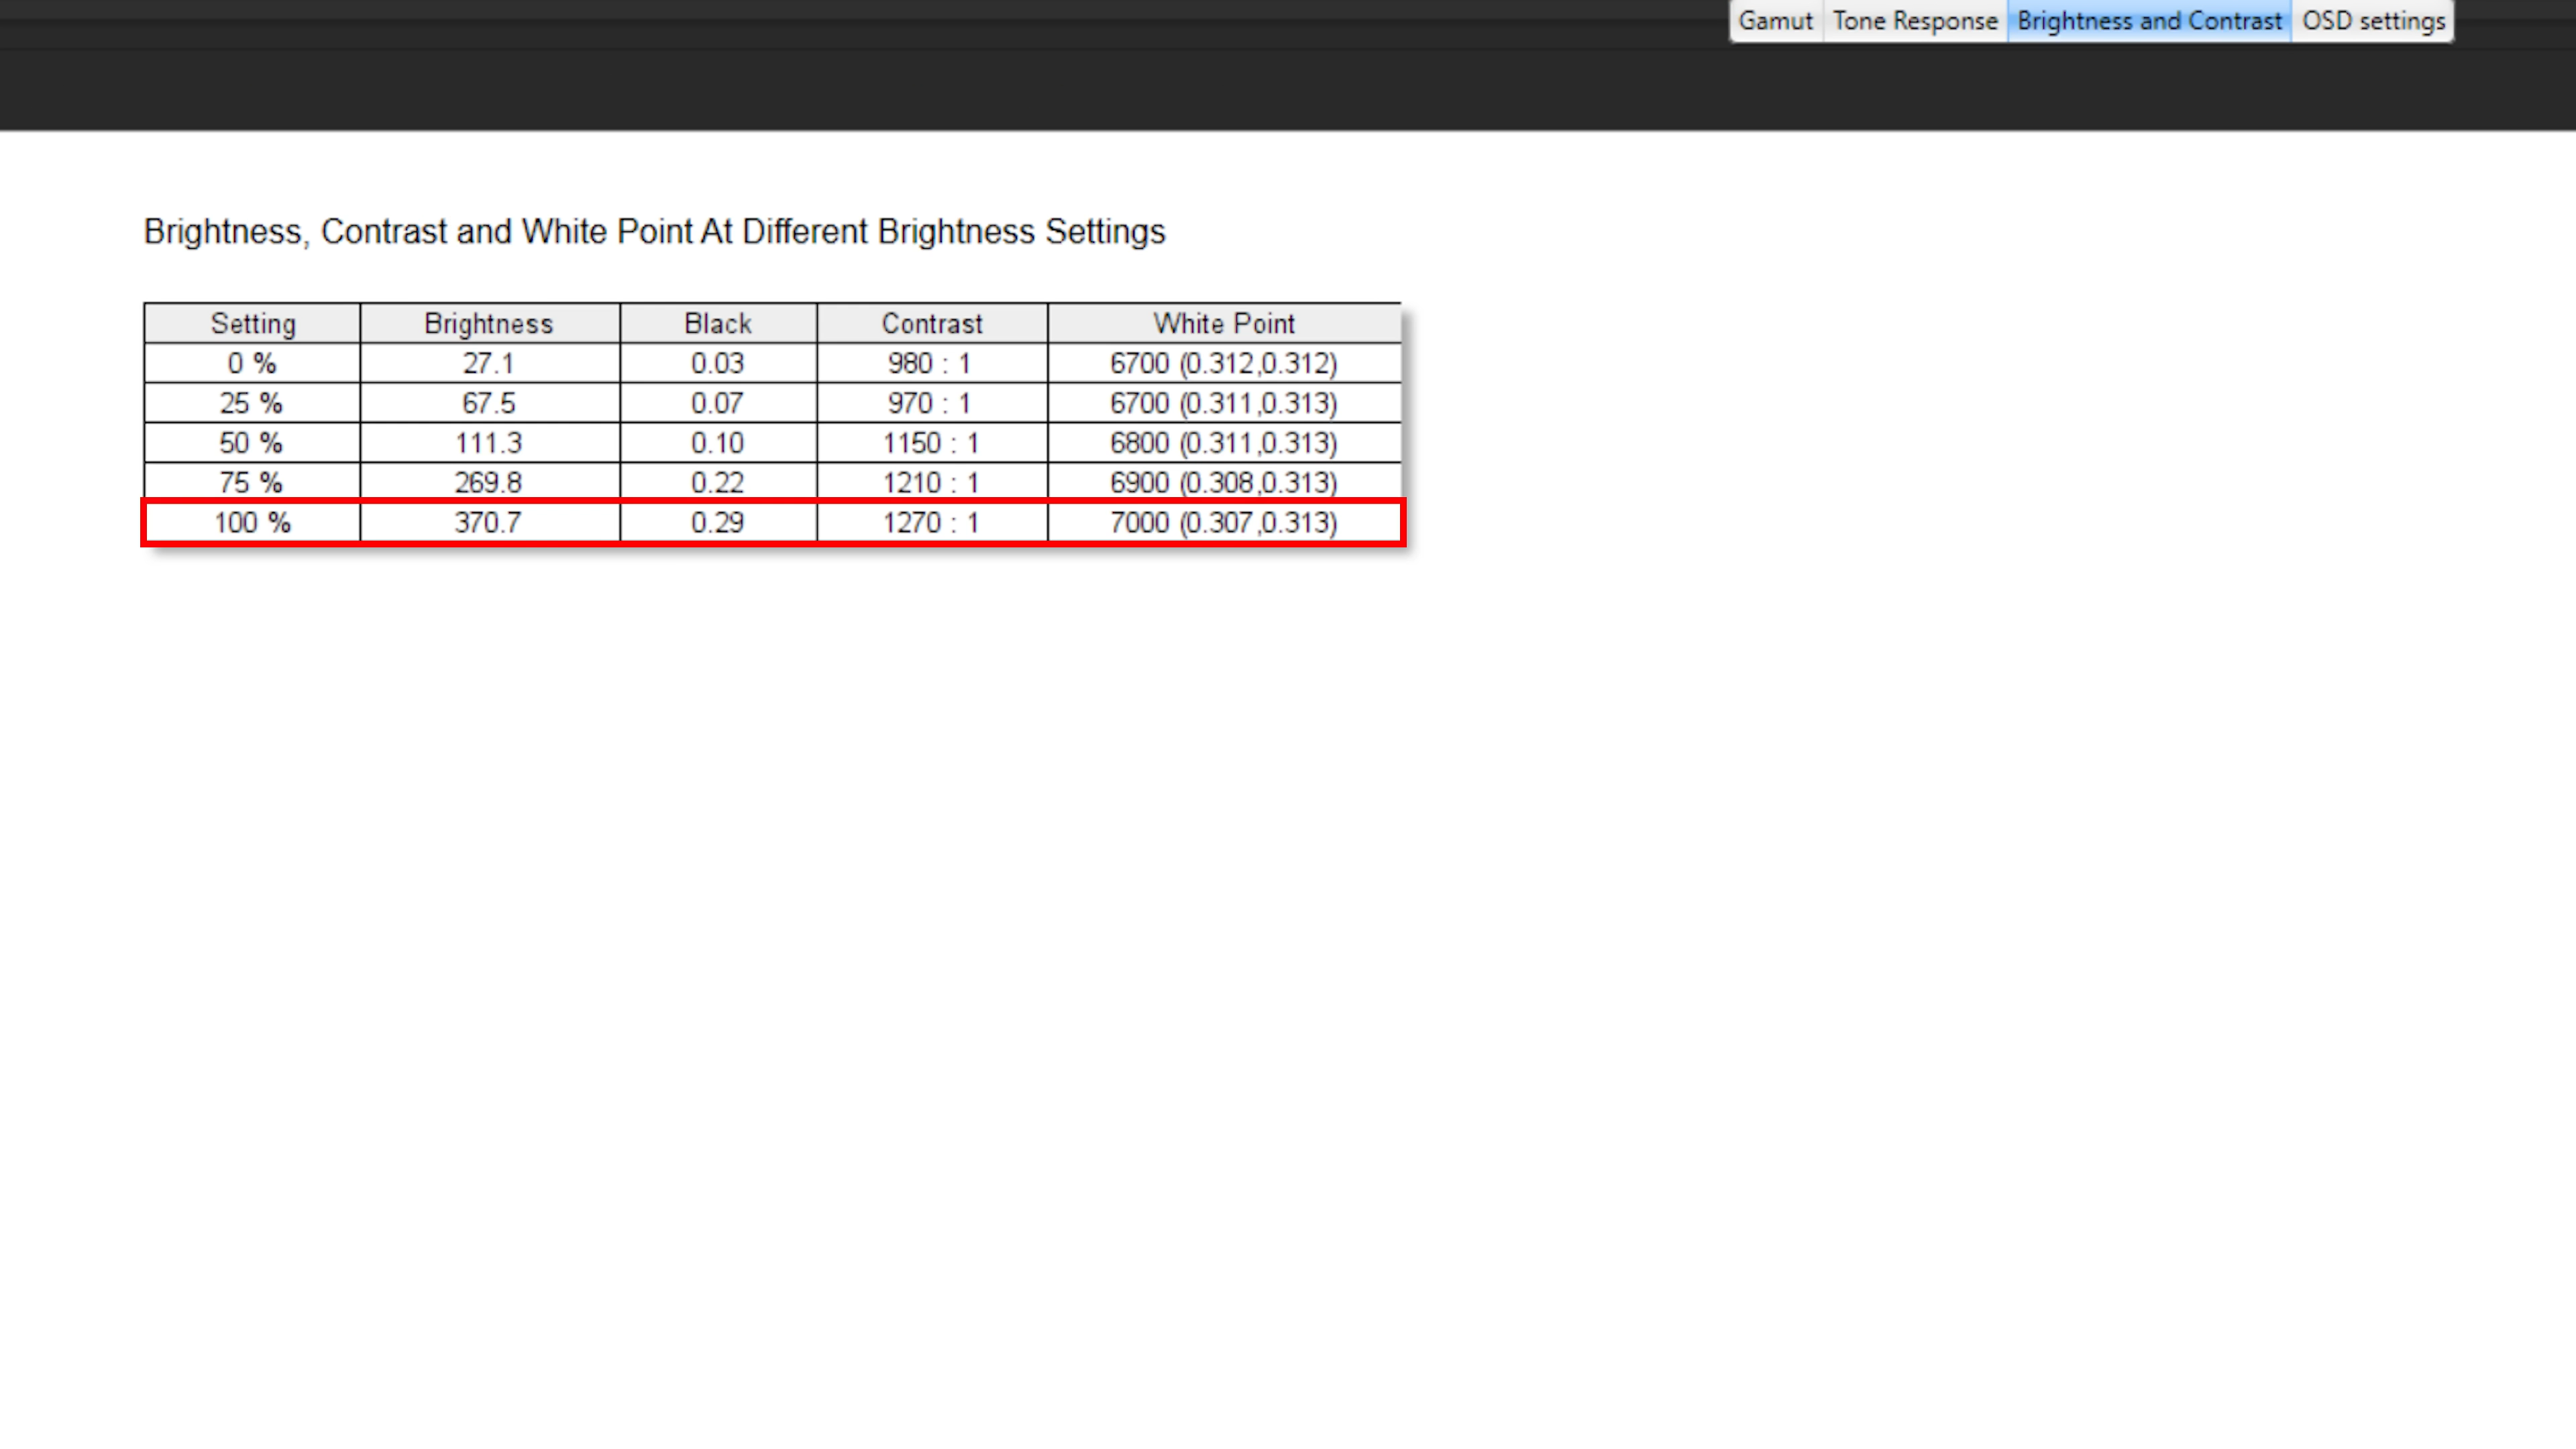 Gamut Tone Response Brightness and Contrast OSD settings
Brightness, Contrast and White Point At Different Brightness Settings
Setting Brightness Black Contrast White Point
0 % 27.1 0.03 980 : 1 6700 (0.312,0.312)
25 % 67.5 0.07 970 : 1 6700 (0.311,0.313)
50 % 111.3 0.10 1150 : 1 6800 (0.311,0.313)
75 % 269.8 0.22 1210 : 1 6900 (0.308,0.313)
100 % 370.7 0.29 1270 : 1 7000 (0.307,0.313)